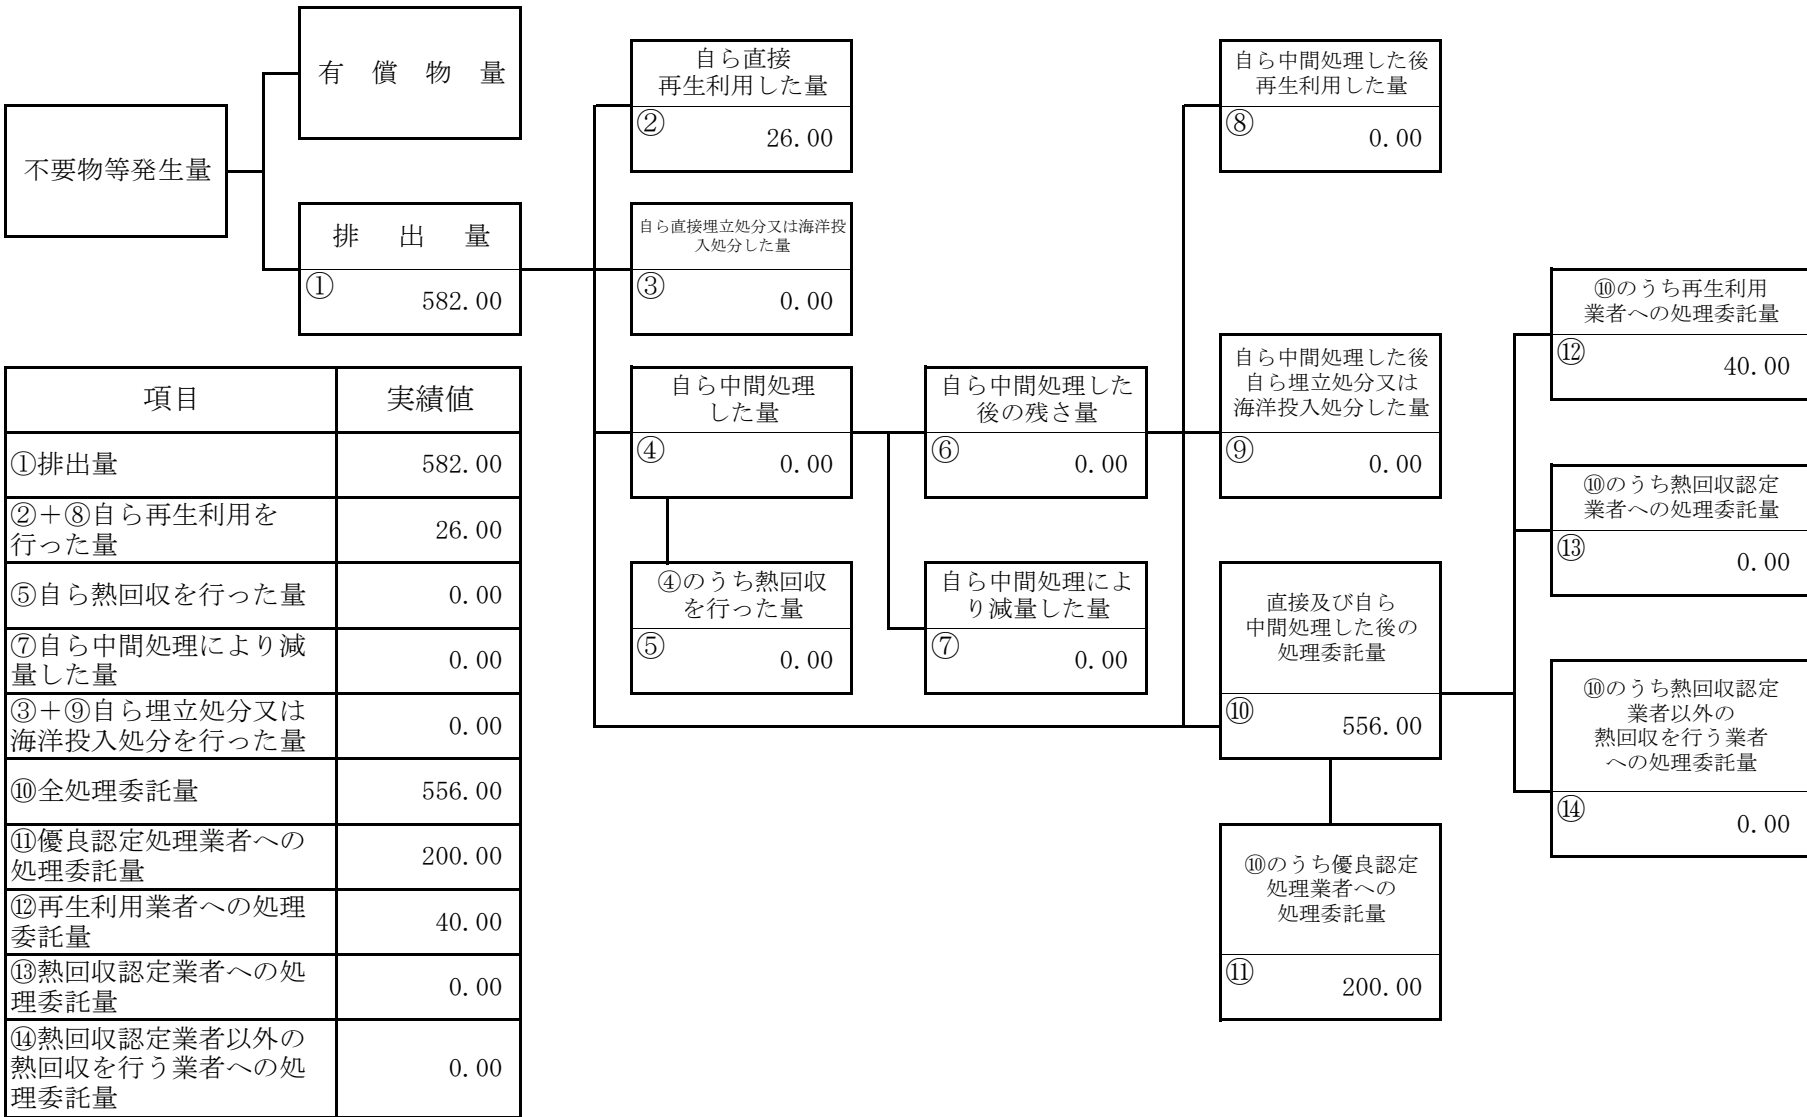 不要物等発生量
有 償 物 量
排 出 量
① 582.00
自ら直接
再生利用した量
② 26.00
自ら直接埋立処分又は海洋投
入処分した量
③ 0.00
自ら中間処理
した量
④ 0.00
④のうち熱回収
を行った量
⑤ 0.00
自ら中間処理した
後の残さ量
⑥ 0.00
自ら中間処理によ
り減量した量
⑦ 0.00
自ら中間処理した後
再生利用した量
⑧ 0.00
自ら中間処理した後
自ら埋立処分又は
海洋投入処分した量
⑨ 0.00
直接及び自ら
中間処理した後の
処理委託量
⑩ 556.00
⑩のうち優良認定
処理業者への
処理委託量
⑪ 200.00
⑩のうち再生利用
業者への処理委託量
⑫ 40.00
⑩のうち熱回収認定
業者への処理委託量
⑬ 0.00
⑩のうち熱回収認定
業者以外の
熱回収を行う業者
への処理委託量
⑭ 0.00
項目 実績値
①排出量 582.00
②+⑧自ら再生利用を
行った量 26.00
⑤自ら熱回収を行った量 0.00
⑦自ら中間処理により減
量した量 0.00
③+⑨自ら埋立処分又は
海洋投入処分を行った量 0.00
⑩全処理委託量 556.00
⑪優良認定処理業者への
処理委託量 200.00
⑫再生利用業者への処理
委託量 40.00
⑬熱回収認定業者への処
理委託量 0.00
⑭熱回収認定業者以外の
熱回収を行う業者への処
理委託量 0.00